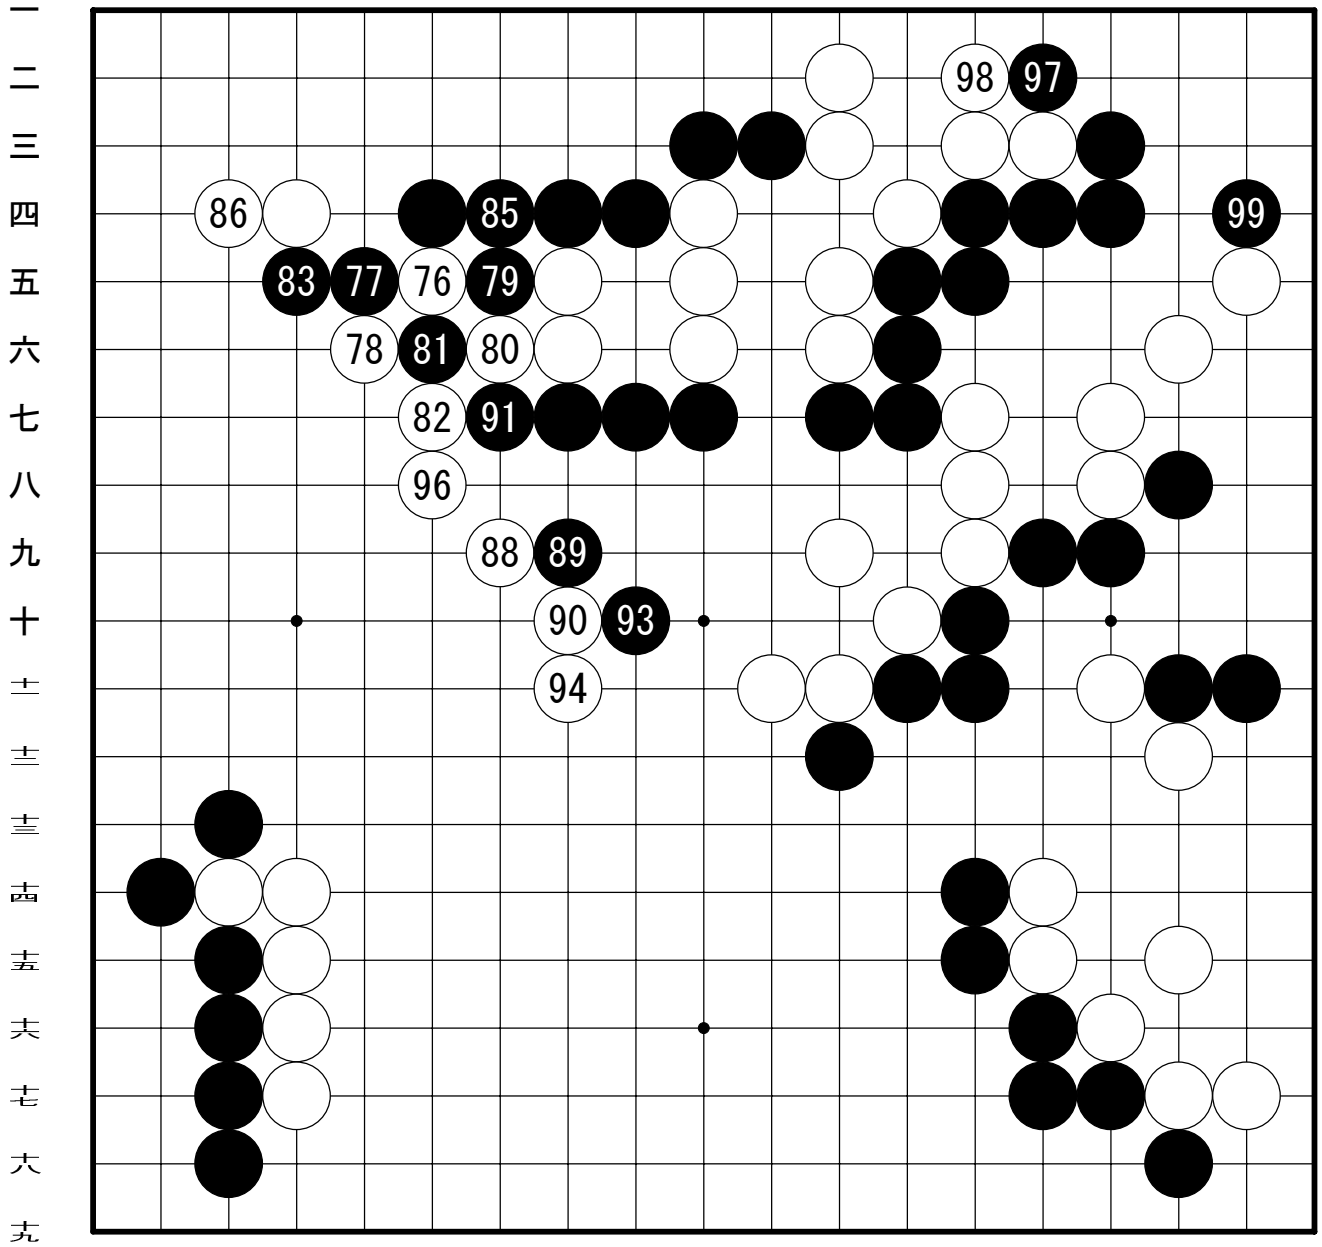 一
二 98 97
三
四 86 85 99
五 83 77 76 79
六 78 81 80
七 82 91
八 96
九 88 89
十 90 93
十一 94
十二
十三
十四
十五
十六
十七
十八
十九